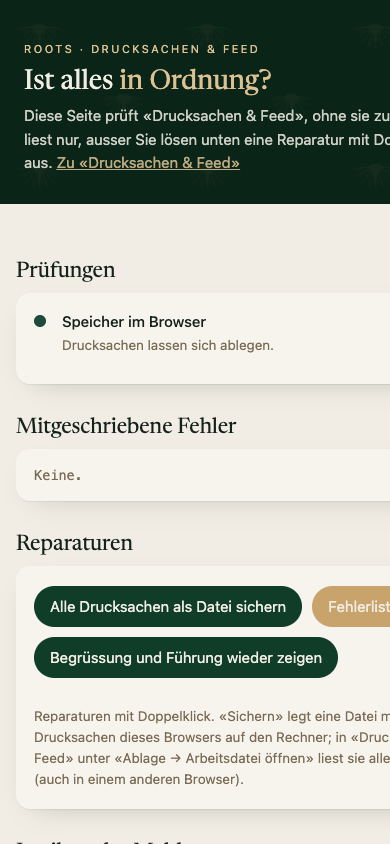 ROOTS · DRUCKSACHEN & FEED
Ist alles in Ordnung?
Diese Seite prüft «Drucksachen & Feed», ohne sie zu
liest nur, ausser Sie lösen unten eine Reparatur mit Do
aus. Zu «Drucksachen & Feed»
Prüfungen
Speicher im Browser
Drucksachen lassen sich ablegen.
Mitgeschriebene Fehler
Keine.
Reparaturen
Alle Drucksachen als Datei sichern
Fehlerlist
Begrüssung und Führung wieder zeigen
Reparaturen mit Doppelklick. «Sichern» legt eine Datei m
Drucksachen dieses Browsers auf den Rechner; in «Druc
Feed» unter «Ablage → Arbeitsdatei öffnen» liest sie alle
(auch in einem anderen Browser).